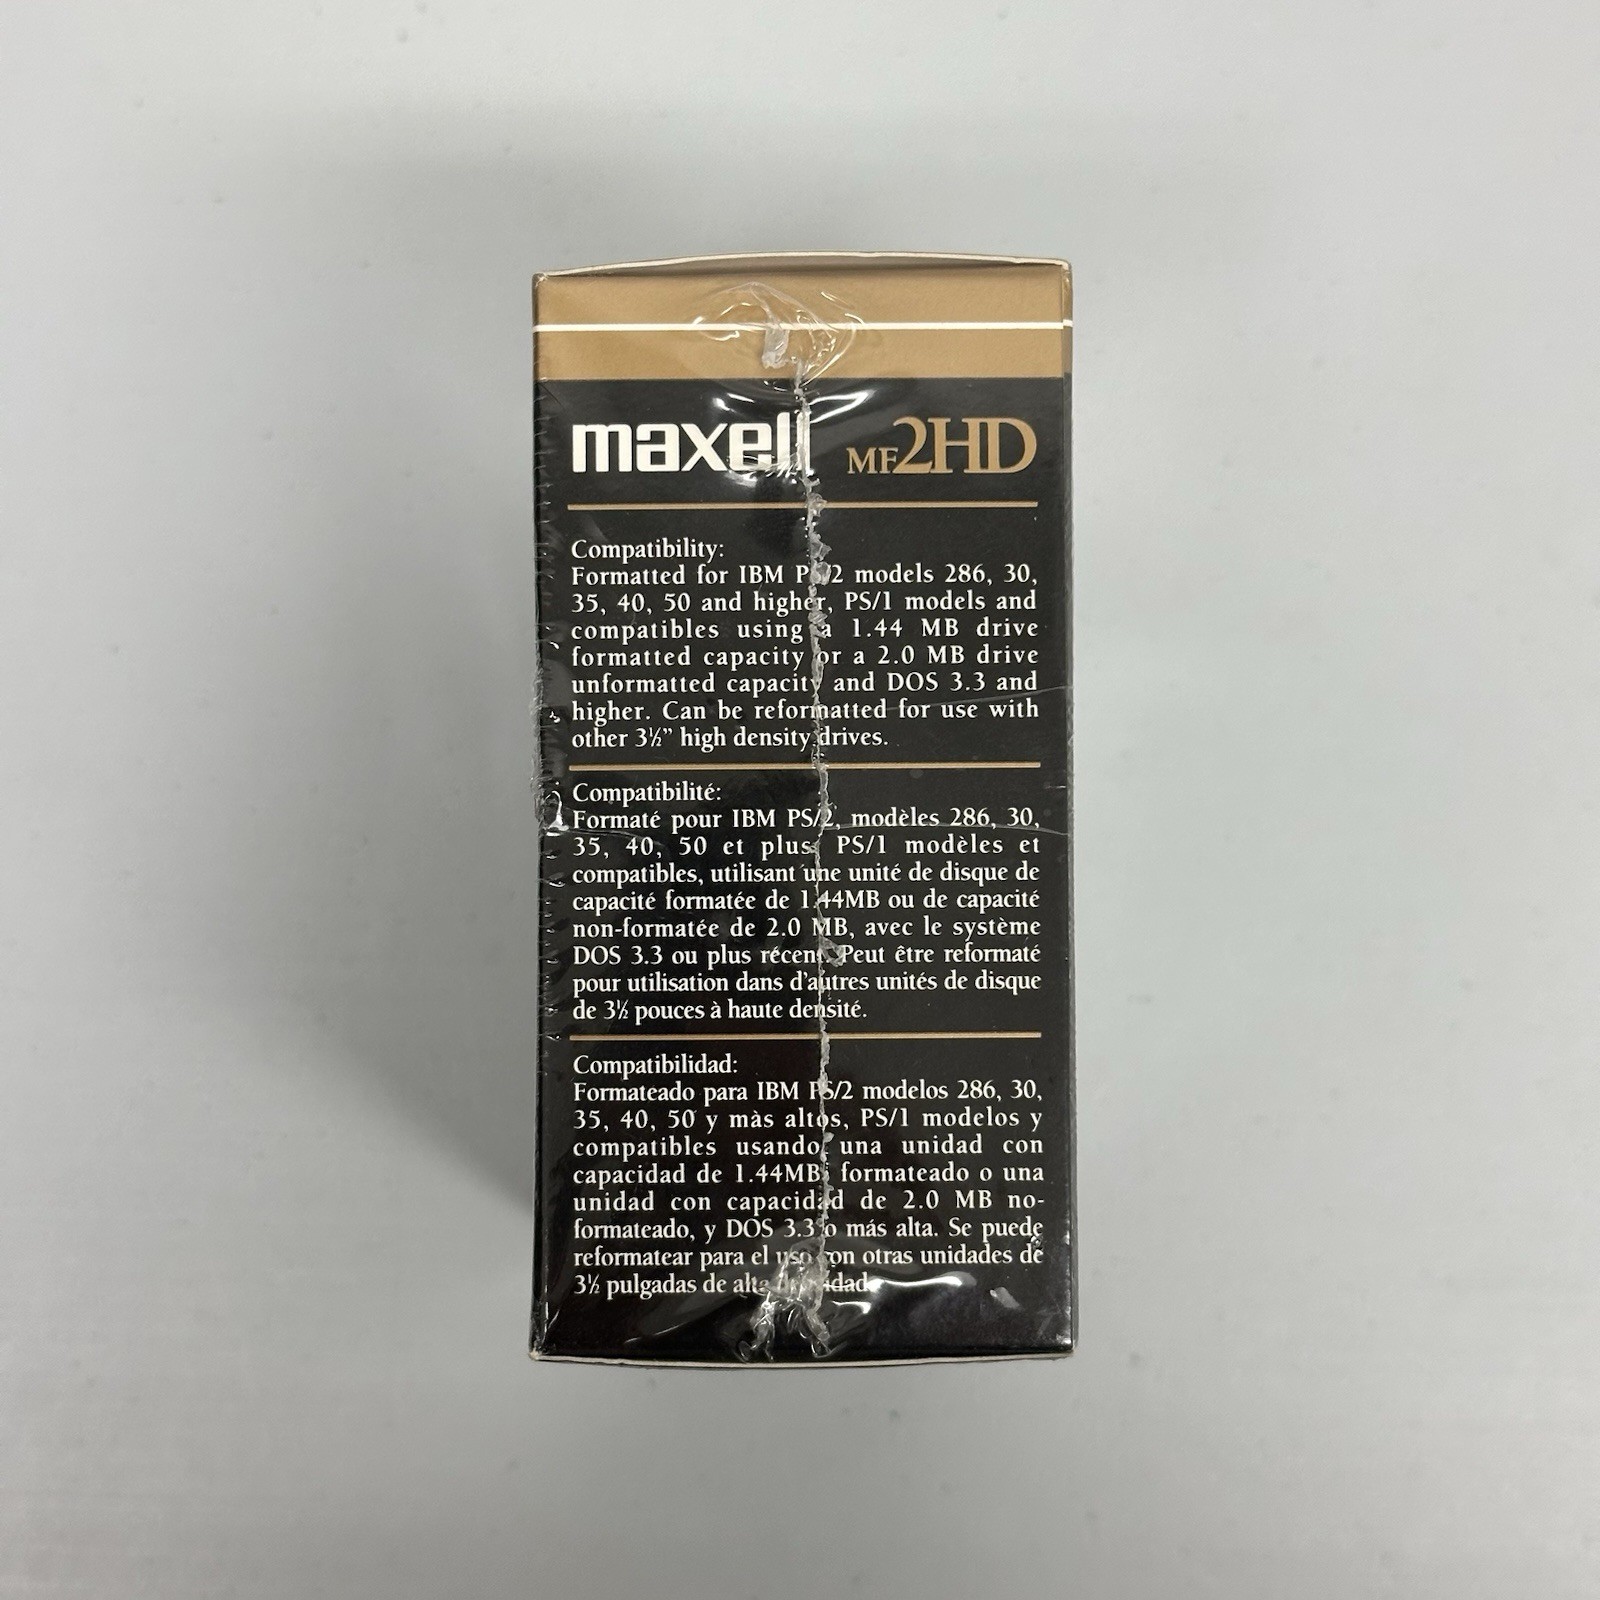 maxell MF2HD
Compatibility:
Formatted for IBM PS/2 models 286, 30,
35, 40, 50 and higher, PS/1 models and
compatibles using a 1.44 MB drive
formatted capacity or a 2.0 MB drive
unformatted capacity and DOS 3.3 and
higher. Can be reformatted for use with
other 3½” high density drives.
Compatibilité:
Formaté pour IBM PS/2, modèles 286, 30,
35, 40, 50 et plus, PS/1 modèles et
compatibles, utilisant une unité de disque de
capacité formatée de 1.44MB ou de capacité
non-formatée de 2.0 MB, avec le système
DOS 3.3 ou plus récent. Peut être reformaté
pour utilisation dans d'autres unités de disque
de 3½ pouces à haute densité.
Compatibilidad:
Formateado para IBM PS/2 modelos 286, 30,
35, 40, 50 y màs altos, PS/1 modelos y
compatibles usando una unidad con
capacidad de 1.44MB, formateado o una
unidad con capacidad de 2.0 MB no-
formateado, y DOS 3.3 o más alta. Se puede
reformatear para el uso con otras unidades de
3½ pulgadas de alta densidad.